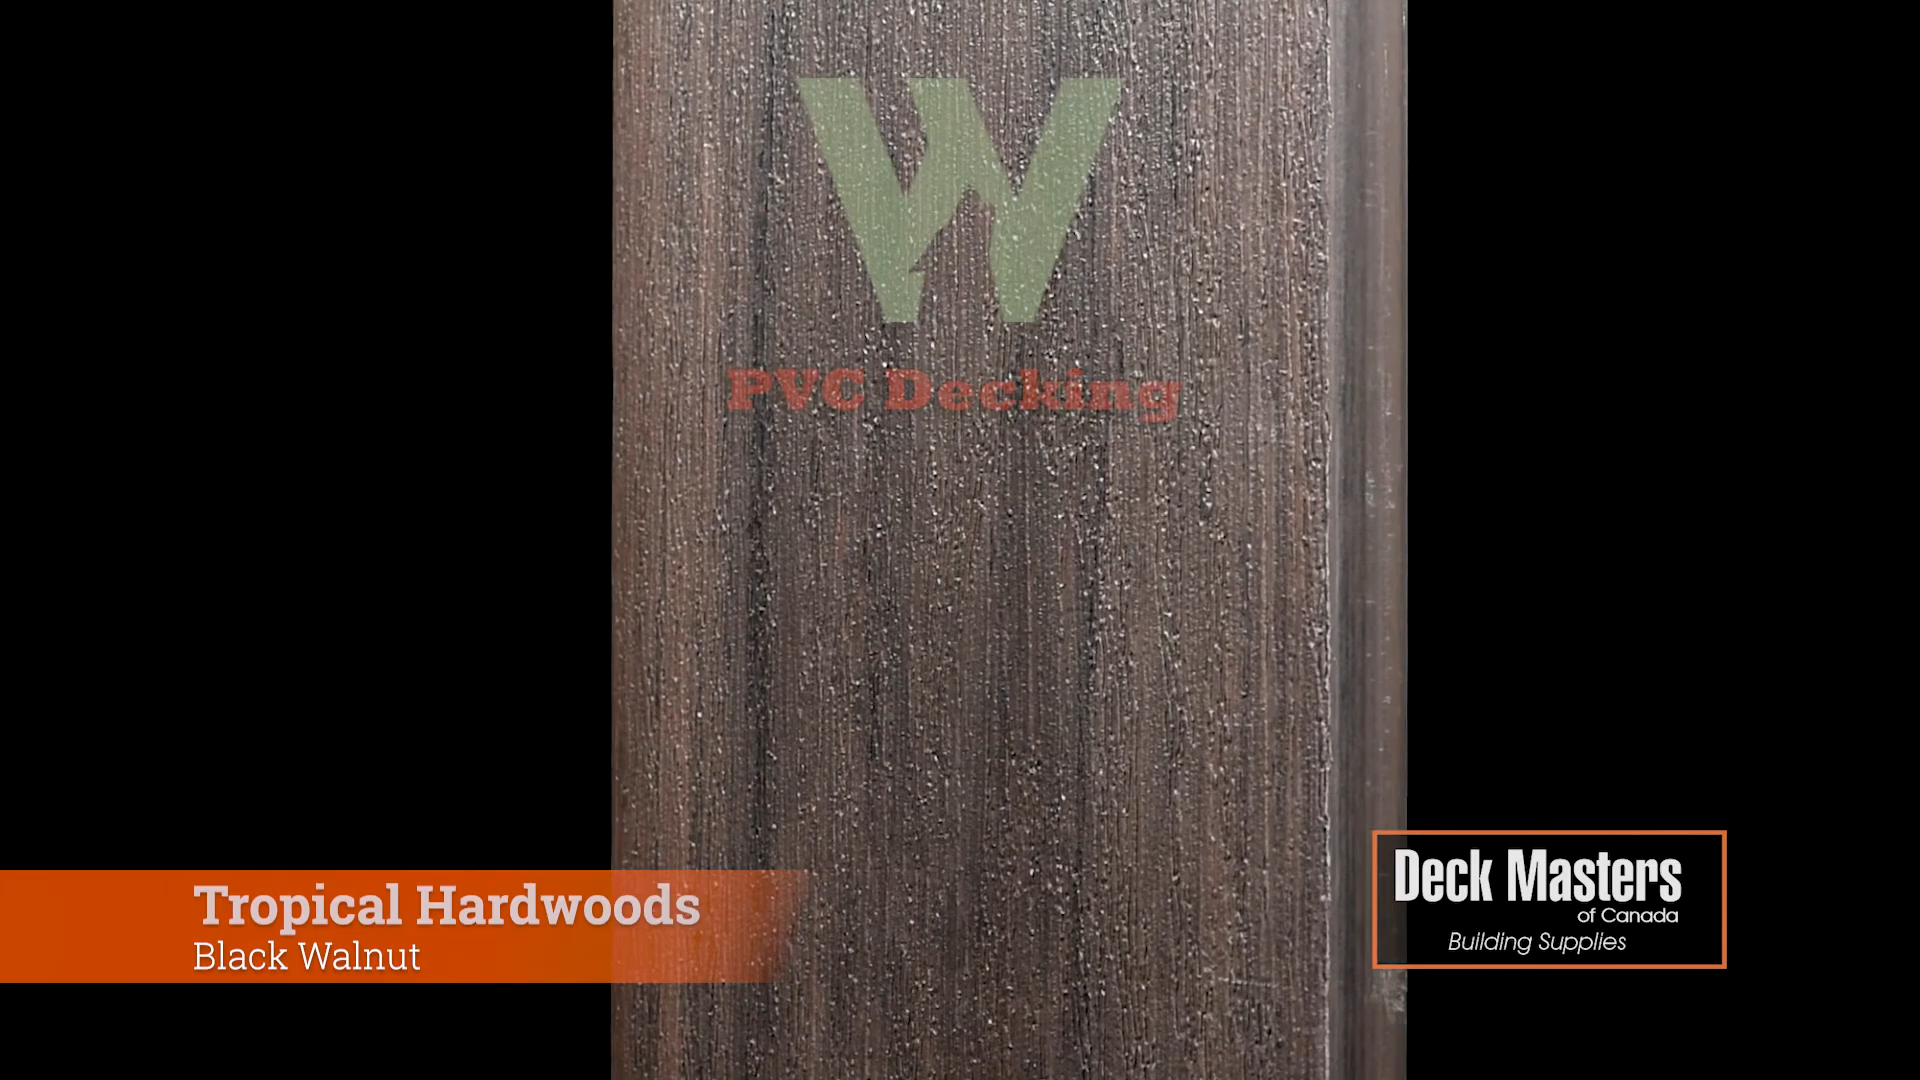 W
PVC Decking
Tropical Hardwoods
Black Walnut
Deck Masters
of Canada
Building Supplies